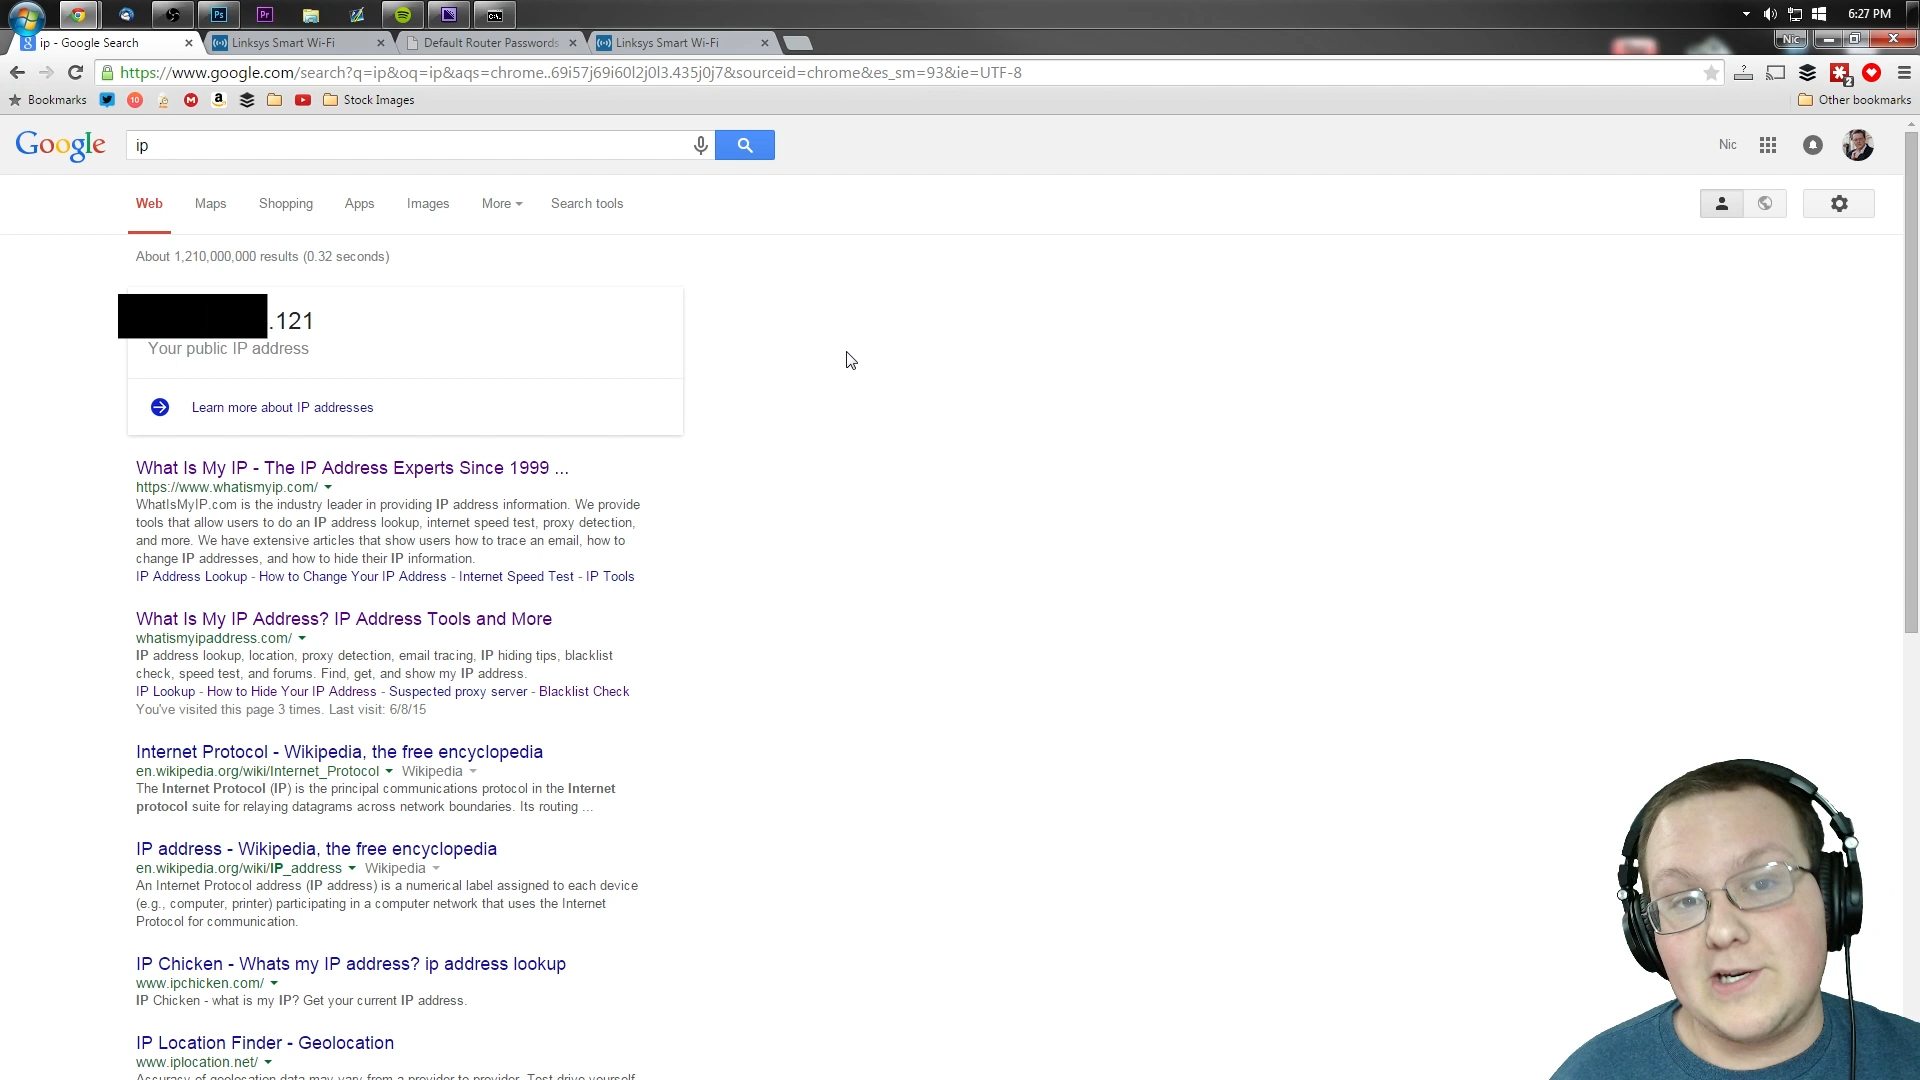 6:27 PM
ip - Google Search
Linksys Smart Wi-Fi
Default Router Passwords
Linksys Smart Wi-Fi
Nic
https://www.google.com/search?q=ip&oq=ip&aqs=chrome..69i57j69i60l2j0l3.435j0j7&sourceid=chrome&es_sm=93&ie=UTF-8
Bookmarks
Stock Images
Other bookmarks
Google
ip
Nic
Web Maps Shopping Apps Images More Search tools
About 1,210,000,000 results (0.32 seconds)
.121
Your public IP address
Learn more about IP addresses
What Is My IP - The IP Address Experts Since 1999 ...
https://www.whatismyip.com/
WhatIsMyIP.com is the industry leader in providing IP address information. We provide
tools that allow users to do an IP address lookup, internet speed test, proxy detection,
and more. We have extensive articles that show users how to trace an email, how to
change IP addresses, and how to hide their IP information.
IP Address Lookup - How to Change Your IP Address - Internet Speed Test - IP Tools
What Is My IP Address? IP Address Tools and More
whatismyipaddress.com/
IP address lookup, location, proxy detection, email tracing, IP hiding tips, blacklist
check, speed test, and forums. Find, get, and show my IP address.
IP Lookup - How to Hide Your IP Address - Suspected proxy server - Blacklist Check
You've visited this page 3 times. Last visit: 6/8/15
Internet Protocol - Wikipedia, the free encyclopedia
en.wikipedia.org/wiki/Internet_Protocol Wikipedia
The Internet Protocol (IP) is the principal communications protocol in the Internet
protocol suite for relaying datagrams across network boundaries. Its routing ...
IP address - Wikipedia, the free encyclopedia
en.wikipedia.org/wiki/IP_address Wikipedia
An Internet Protocol address (IP address) is a numerical label assigned to each device
(e.g., computer, printer) participating in a computer network that uses the Internet
Protocol for communication.
IP Chicken - Whats my IP address? ip address lookup
www.ipchicken.com/
IP Chicken - what is my IP? Get your current IP address.
IP Location Finder - Geolocation
www.iplocation.net/
Accuracy of geolocation data may vary from a provider to provider. Test drive yourself